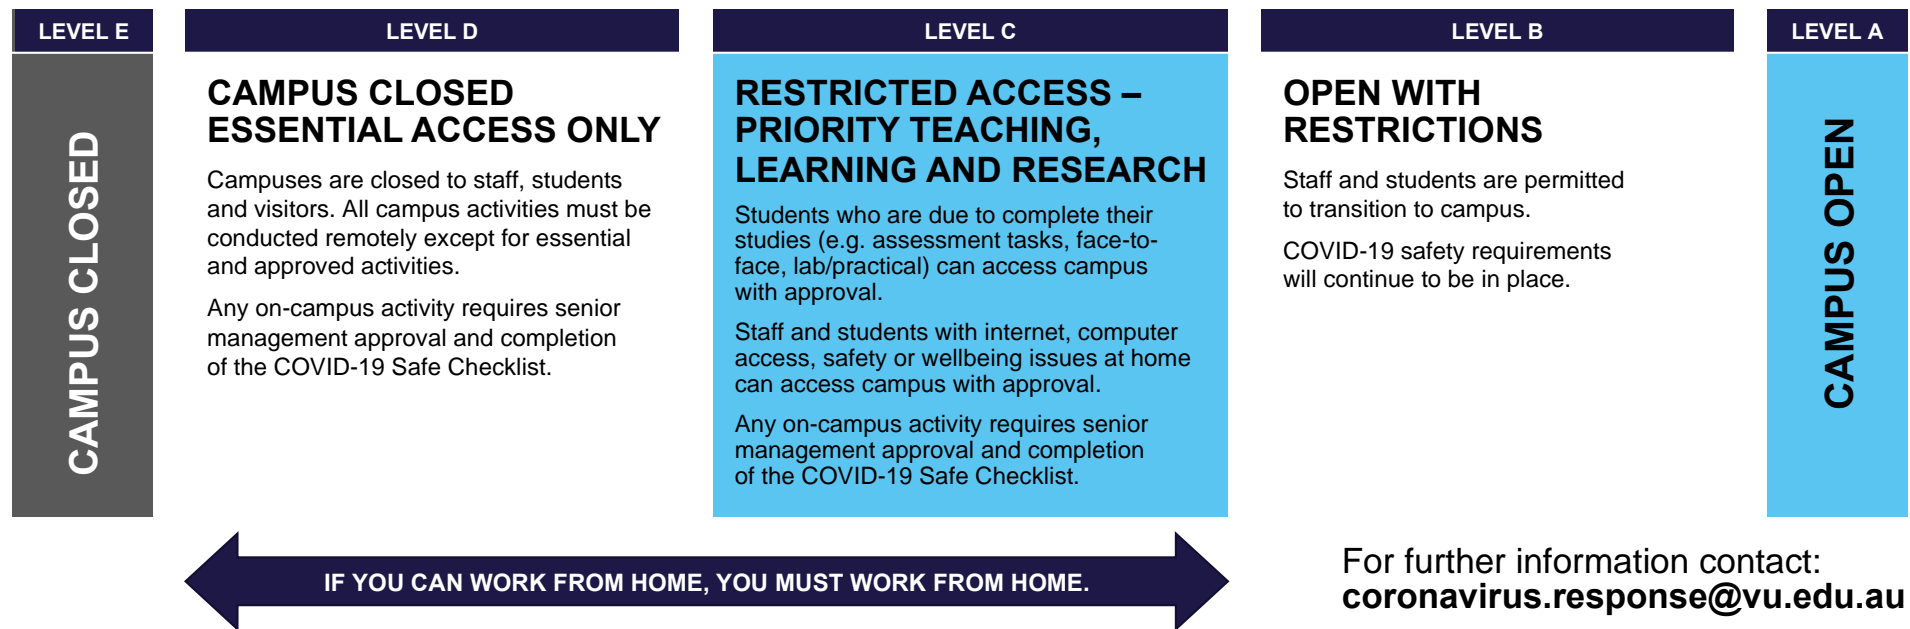 LEVEL E
CAMPUS CLOSED
LEVEL D
CAMPUS CLOSED
ESSENTIAL ACCESS ONLY
Campuses are closed to staff, students
and visitors. All campus activities must be
conducted remotely except for essential
and approved activities.
Any on-campus activity requires senior
management approval and completion
of the COVID-19 Safe Checklist.
LEVEL C
RESTRICTED ACCESS –
PRIORITY TEACHING,
LEARNING AND RESEARCH
Students who are due to complete their
studies (e.g. assessment tasks, face-to-
face, lab/practical) can access campus
with approval.
Staff and students with internet, computer
access, safety or wellbeing issues at home
can access campus with approval.
Any on-campus activity requires senior
management approval and completion
of the COVID-19 Safe Checklist.
LEVEL B
OPEN WITH
RESTRICTIONS
Staff and students are permitted
to transition to campus.
COVID-19 safety requirements
will continue to be in place.
LEVEL A
CAMPUS OPEN
IF YOU CAN WORK FROM HOME, YOU MUST WORK FROM HOME.
For further information contact:
coronavirus.response@vu.edu.au